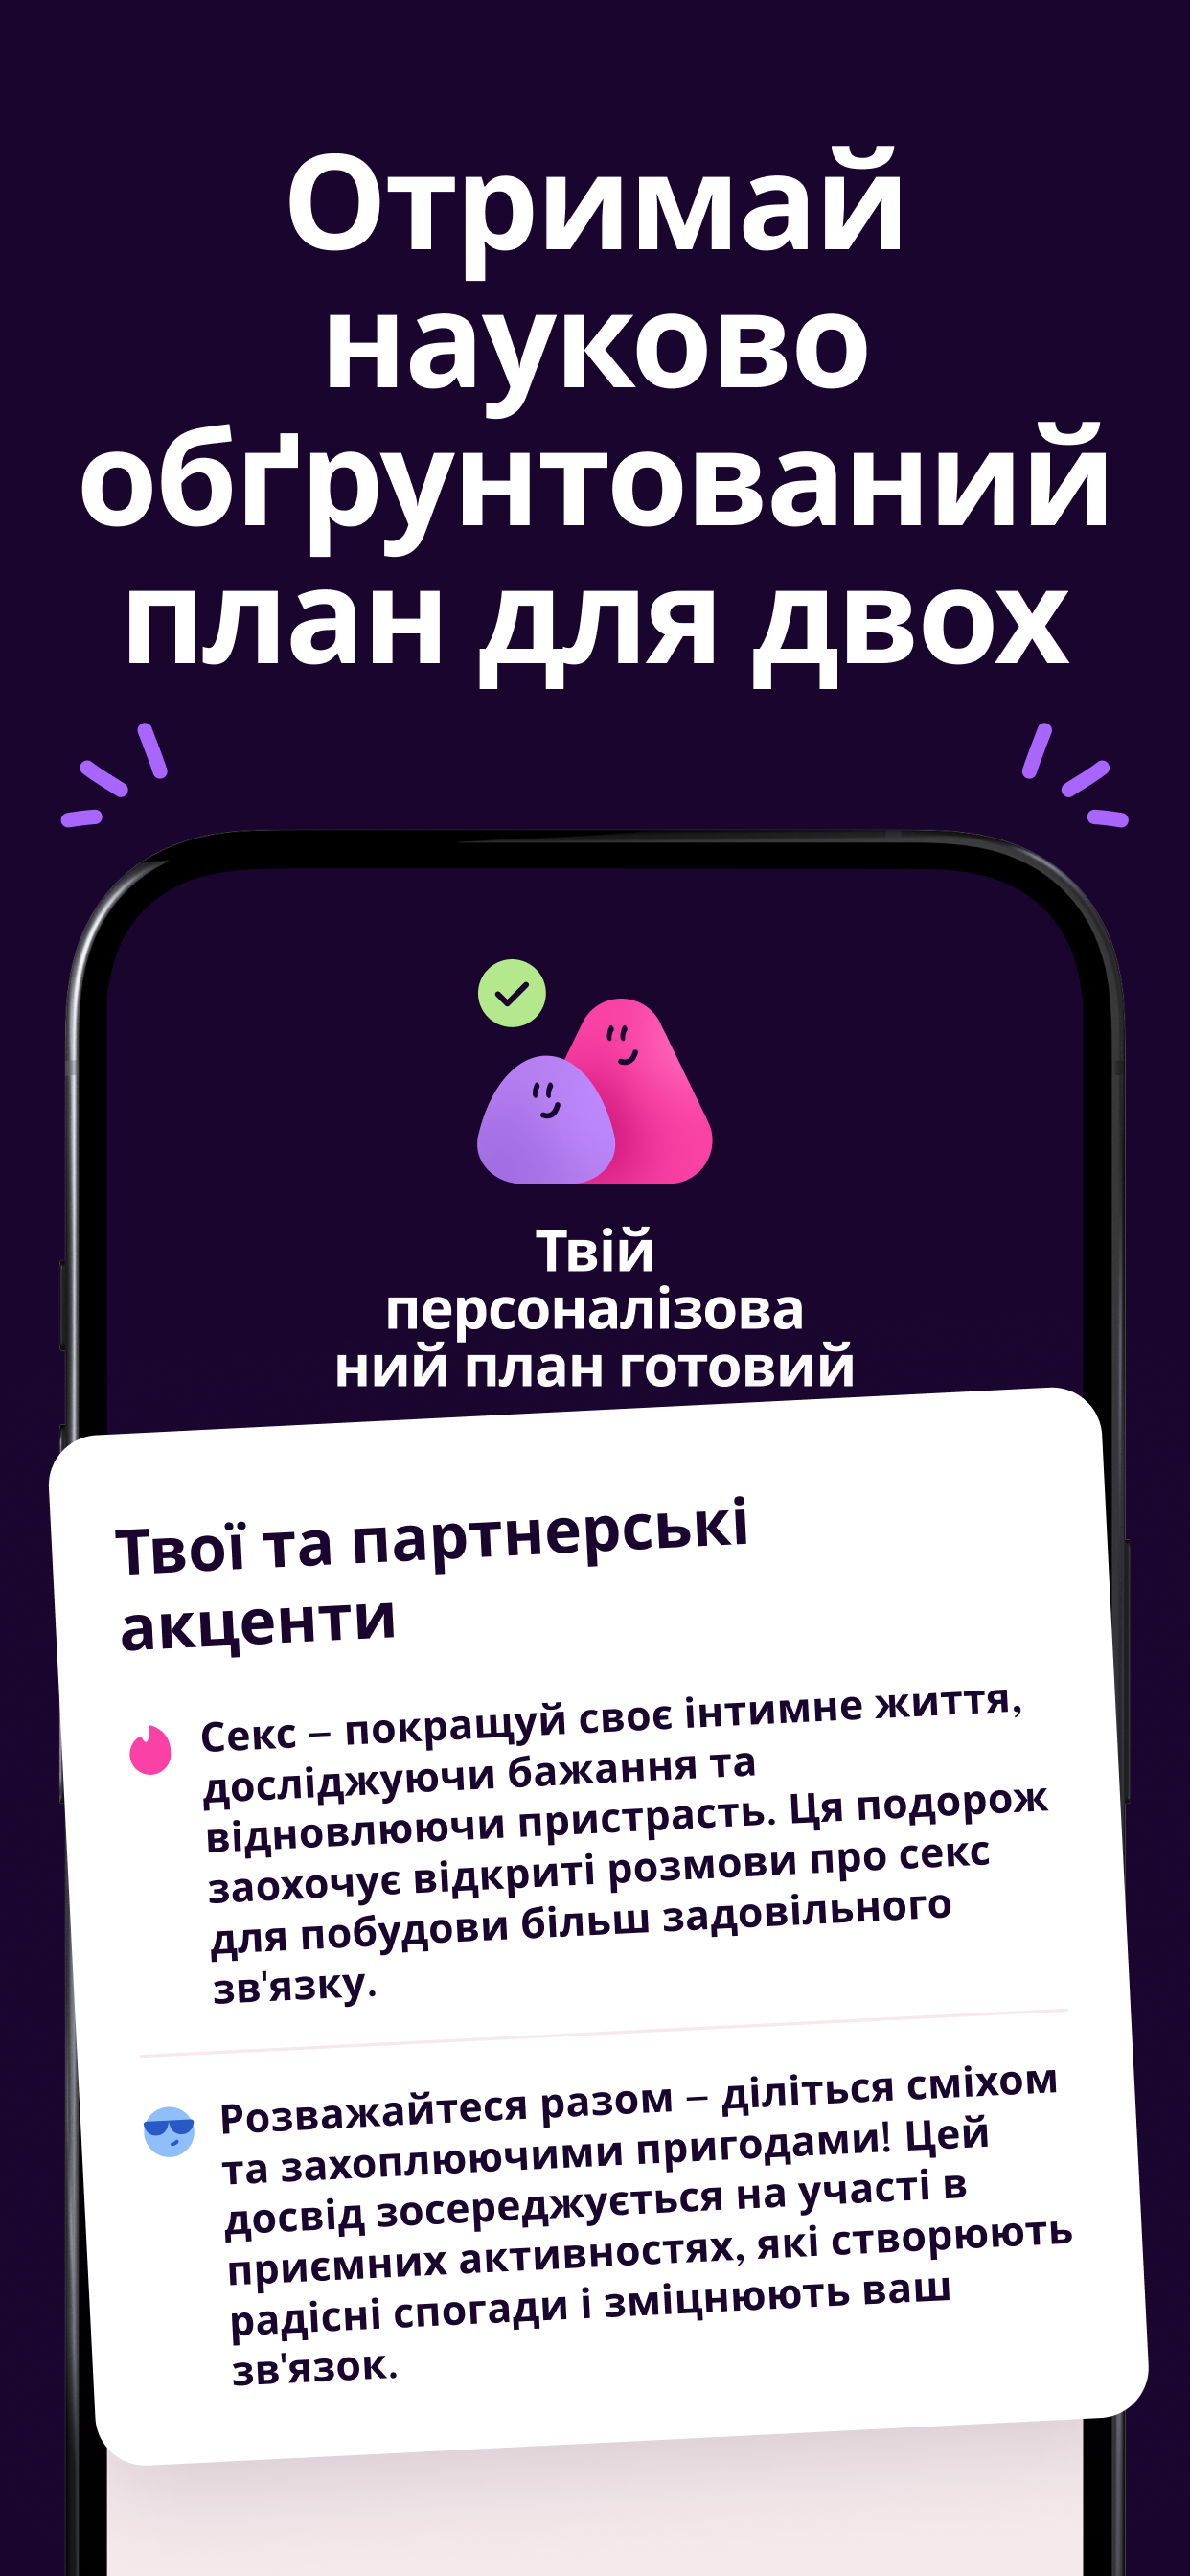 Отримай
науково
обґрунтований
план для двох
Твій
персоналізова
ний план готовий
Твої та партнерські
акценти
Секс – покращуй своє інтимне життя,
досліджуючи бажання та
відновлюючи пристрасть. Ця подорож
заохочує відкриті розмови про секс
для побудови більш задовільного
зв'язку.
Розважайтеся разом – діліться сміхом
та захоплюючими пригодами! Цей
досвід зосереджується на участі в
приємних активностях, які створюють
радісні спогади і зміцнюють ваш
зв'язок.